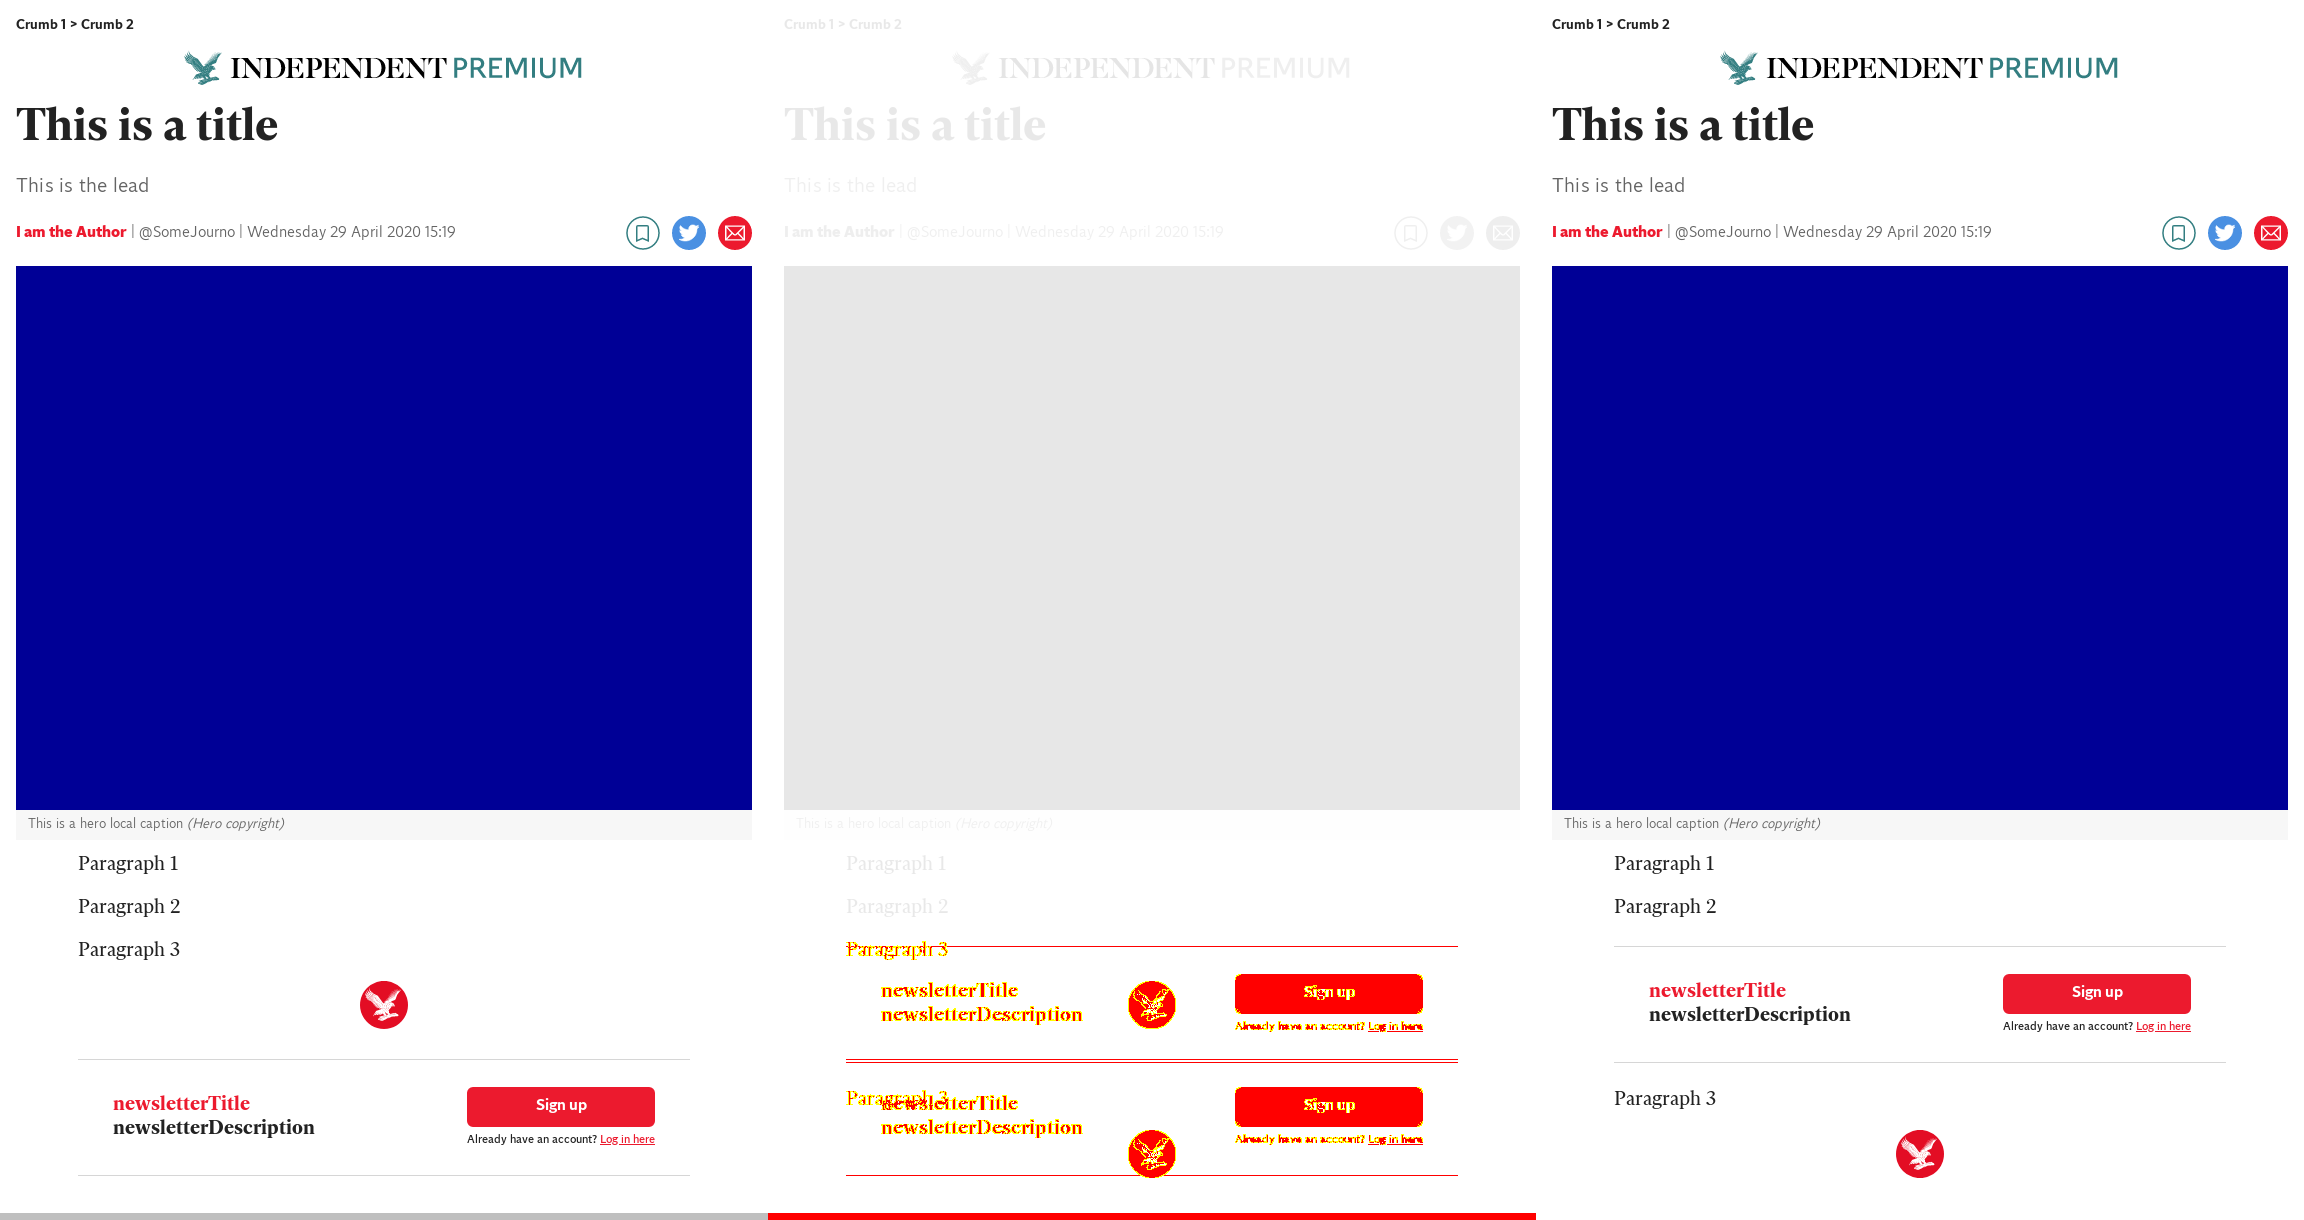 Crumb 1 > Crumb 2
INDEPENDENT PREMIUM
This is a title
This is the lead
I am the Author | @SomeJourno | Wednesday 29 April 2020 15:19
This is a hero local caption (Hero copyright)
Paragraph 1
Paragraph 2
Paragraph 3
newsletterTitle
newsletterDescription
Sign up
Already have an account? Log in here
Crumb 1 > Crumb 2
INDEPENDENT PREMIUM
This is a title
This is the lead
I am the Author | @SomeJourno | Wednesday 29 April 2020 15:19
This is a hero local caption (Hero copyright)
Paragraph 1
Paragraph 2
Paragraph 3
newsletterTitle
newsletterDescription
Sign up
Already have an account? Log in here
Paragraph 3
newsletterTitle
newsletterDescription
Sign up
Already have an account? Log in here
Crumb 1 > Crumb 2
INDEPENDENT PREMIUM
This is a title
This is the lead
I am the Author | @SomeJourno | Wednesday 29 April 2020 15:19
This is a hero local caption (Hero copyright)
Paragraph 1
Paragraph 2
newsletterTitle
newsletterDescription
Sign up
Already have an account? Log in here
Paragraph 3